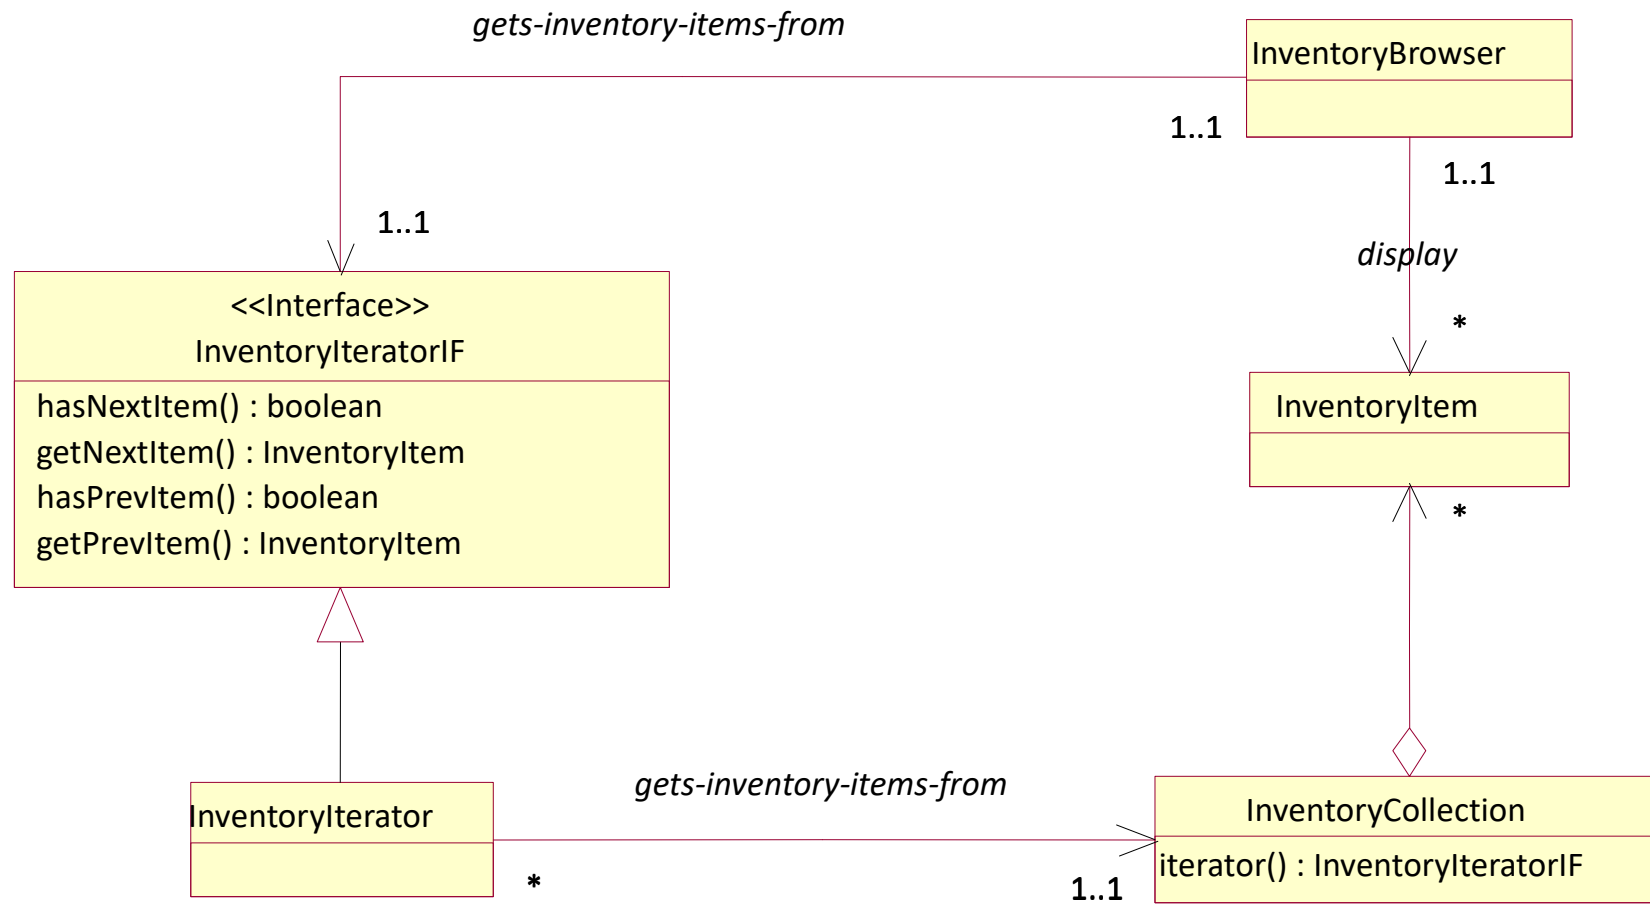 gets-inventory-items-from
InventoryBrowser
1..1
1..1
1..1
display
*
<<Interface>>
InventoryIteratorIF
hasNextItem() : boolean
getNextItem() : InventoryItem
hasPrevItem() : boolean
getPrevItem() : InventoryItem
InventoryItem
*
gets-inventory-items-from
InventoryIterator
*
1..1
InventoryCollection
iterator() : InventoryIteratorIF